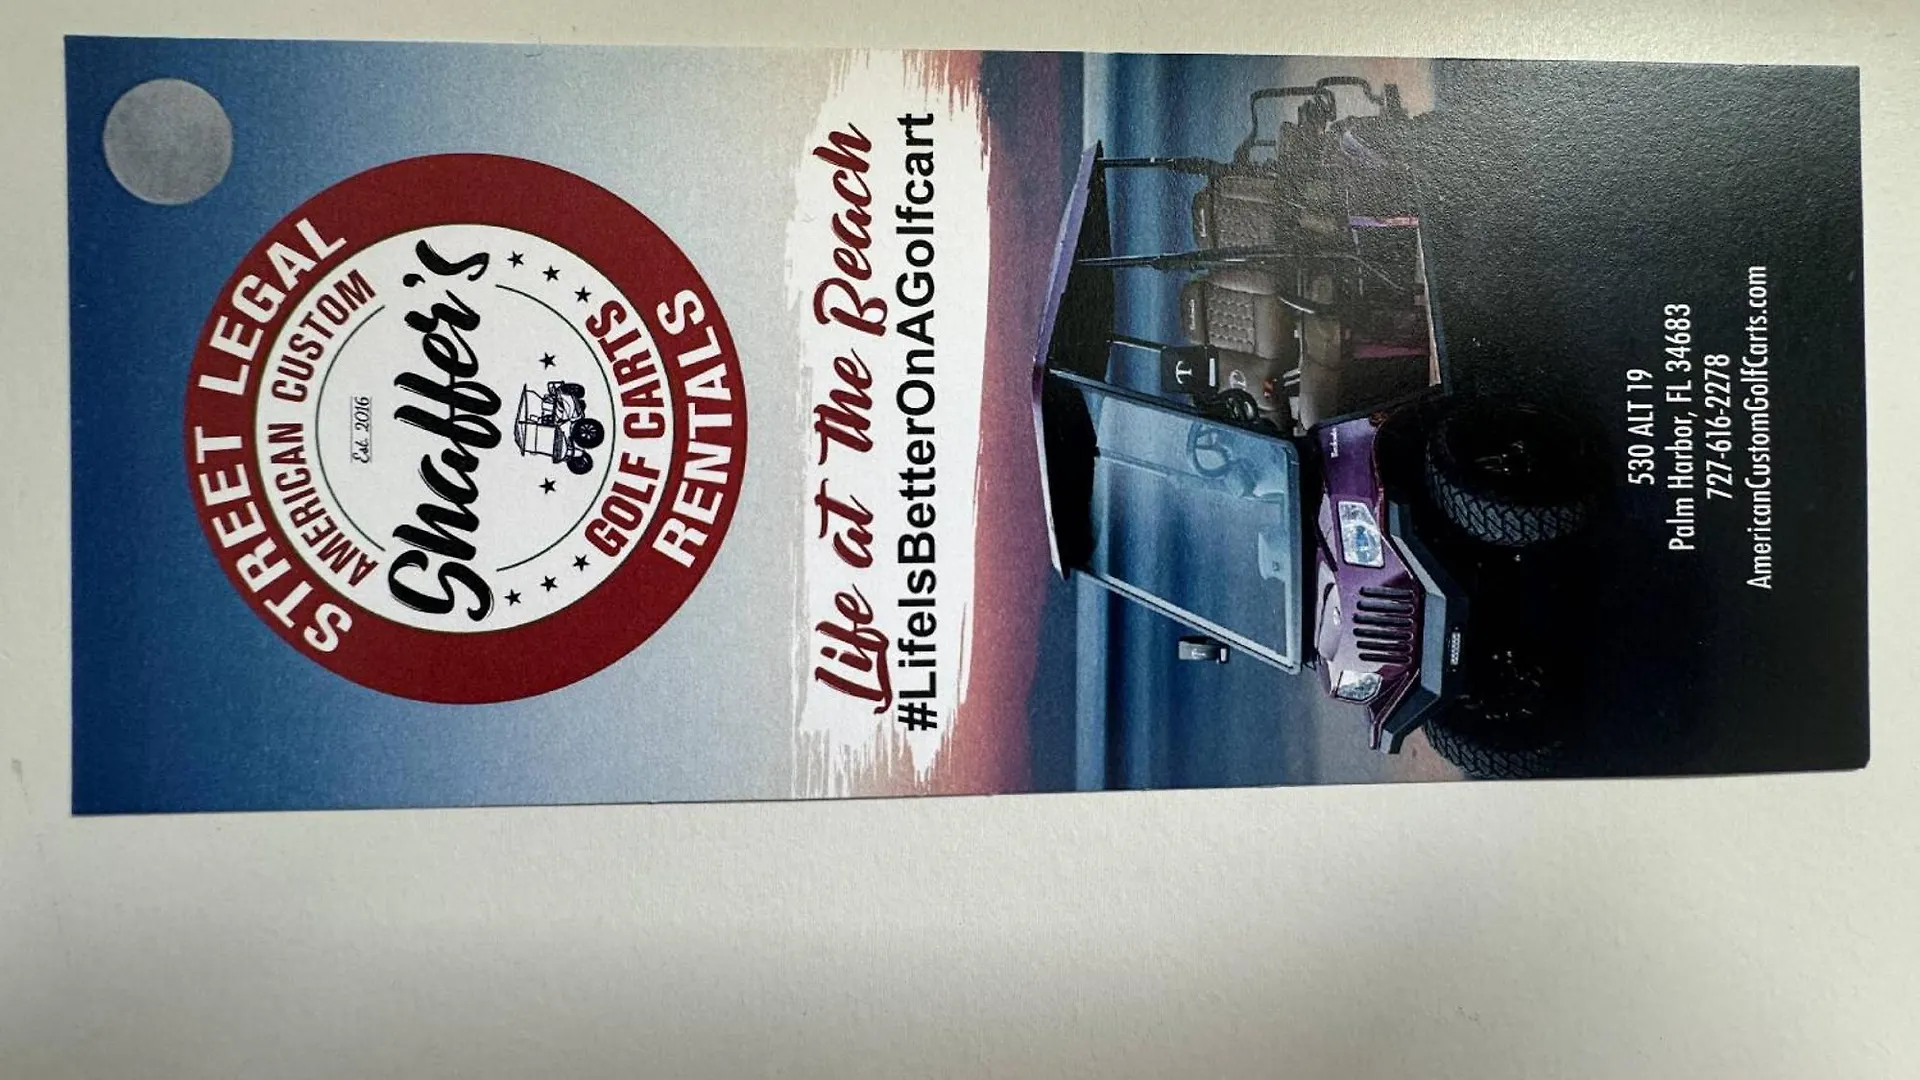 STREET LEGAL
AMERICAN CUSTOM
Est. 2016
Shaffer's
GOLF CARTS
RENTALS
Life at the Beach
#LifeIsBetterOnAGolfcart
T
530 ALT 19
Palm Harbor, FL 34683
727-616-2278
AmericanCustomGolfCarts.com